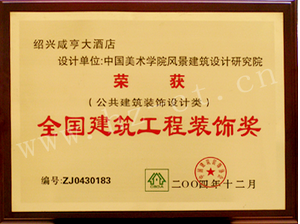 绍兴咸亨大酒店
设计单位:中国美术学院风景建筑设计研究院
荣 获
(公共建筑装饰设计类)
全国建筑工程装饰奖
编号:ZJ0430183
二〇〇四年十二月